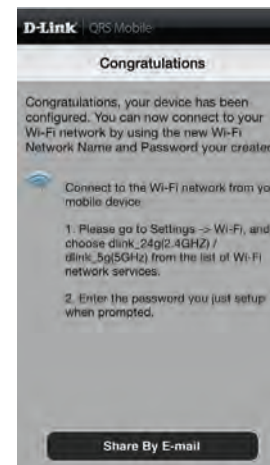 D-Link QRS Mobile
Congratulations
Congratulations, your device has been
configured. You can now connect to your
Wi-Fi network by using the new Wi-Fi
Network Name and Password your create
Connect to the Wi-Fi network from yo
mobile device
1. Please go to Settings -> Wi-Fi, and
choose dlink_24g(2.4GHZ) /
dlink_5g(5GHz) from the list of Wi-Fi
network services.
2. Enter the password you just setup
when prompted.
Share By E-mail